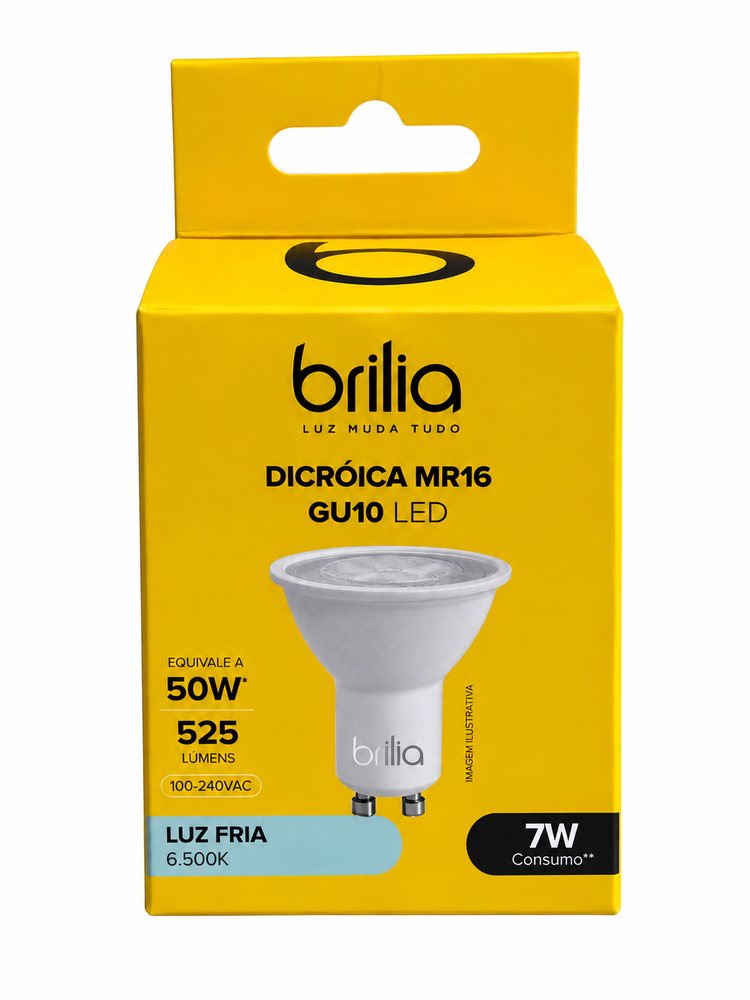 brilia
LUZ MUDA TUDO
DICRÓICA MR16
GU10 LED
EQUIVALE A
50W*
525
LÚMENS
100-240VAC
brilia
IMAGEM ILUSTRATIVA
LUZ FRIA
6.500K
7W
Consumo**